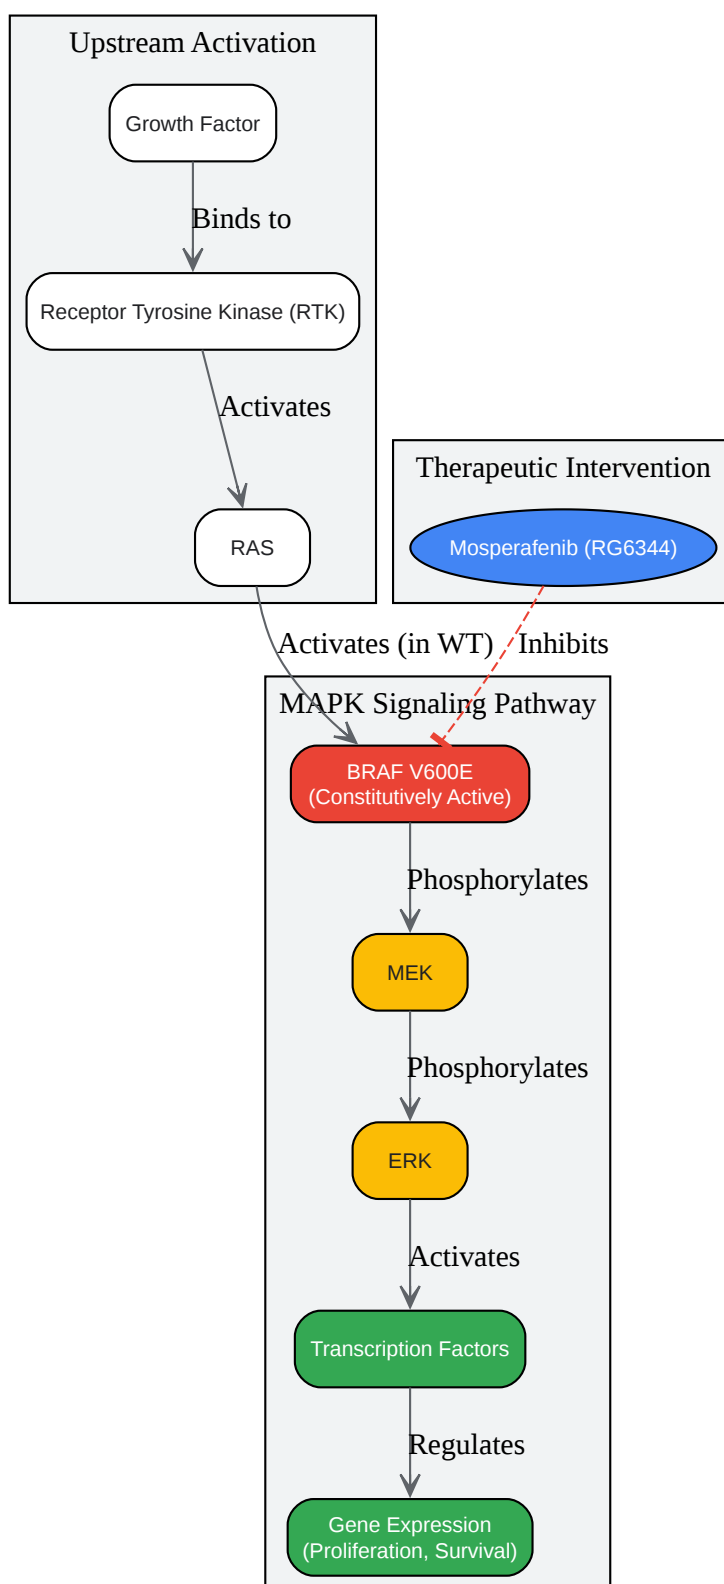 Upstream Activation
Growth Factor
Binds to
Receptor Tyrosine Kinase (RTK)
Activates
Therapeutic Intervention
RAS
Mosperafenib (RG6344)
Activates (in WT)
Inhibits
MAPK Signaling Pathway
BRAF V600E
(Constitutively Active)
Phosphorylates
MEK
Phosphorylates
ERK
Activates
Transcription Factors
Regulates
Gene Expression
(Proliferation, Survival)